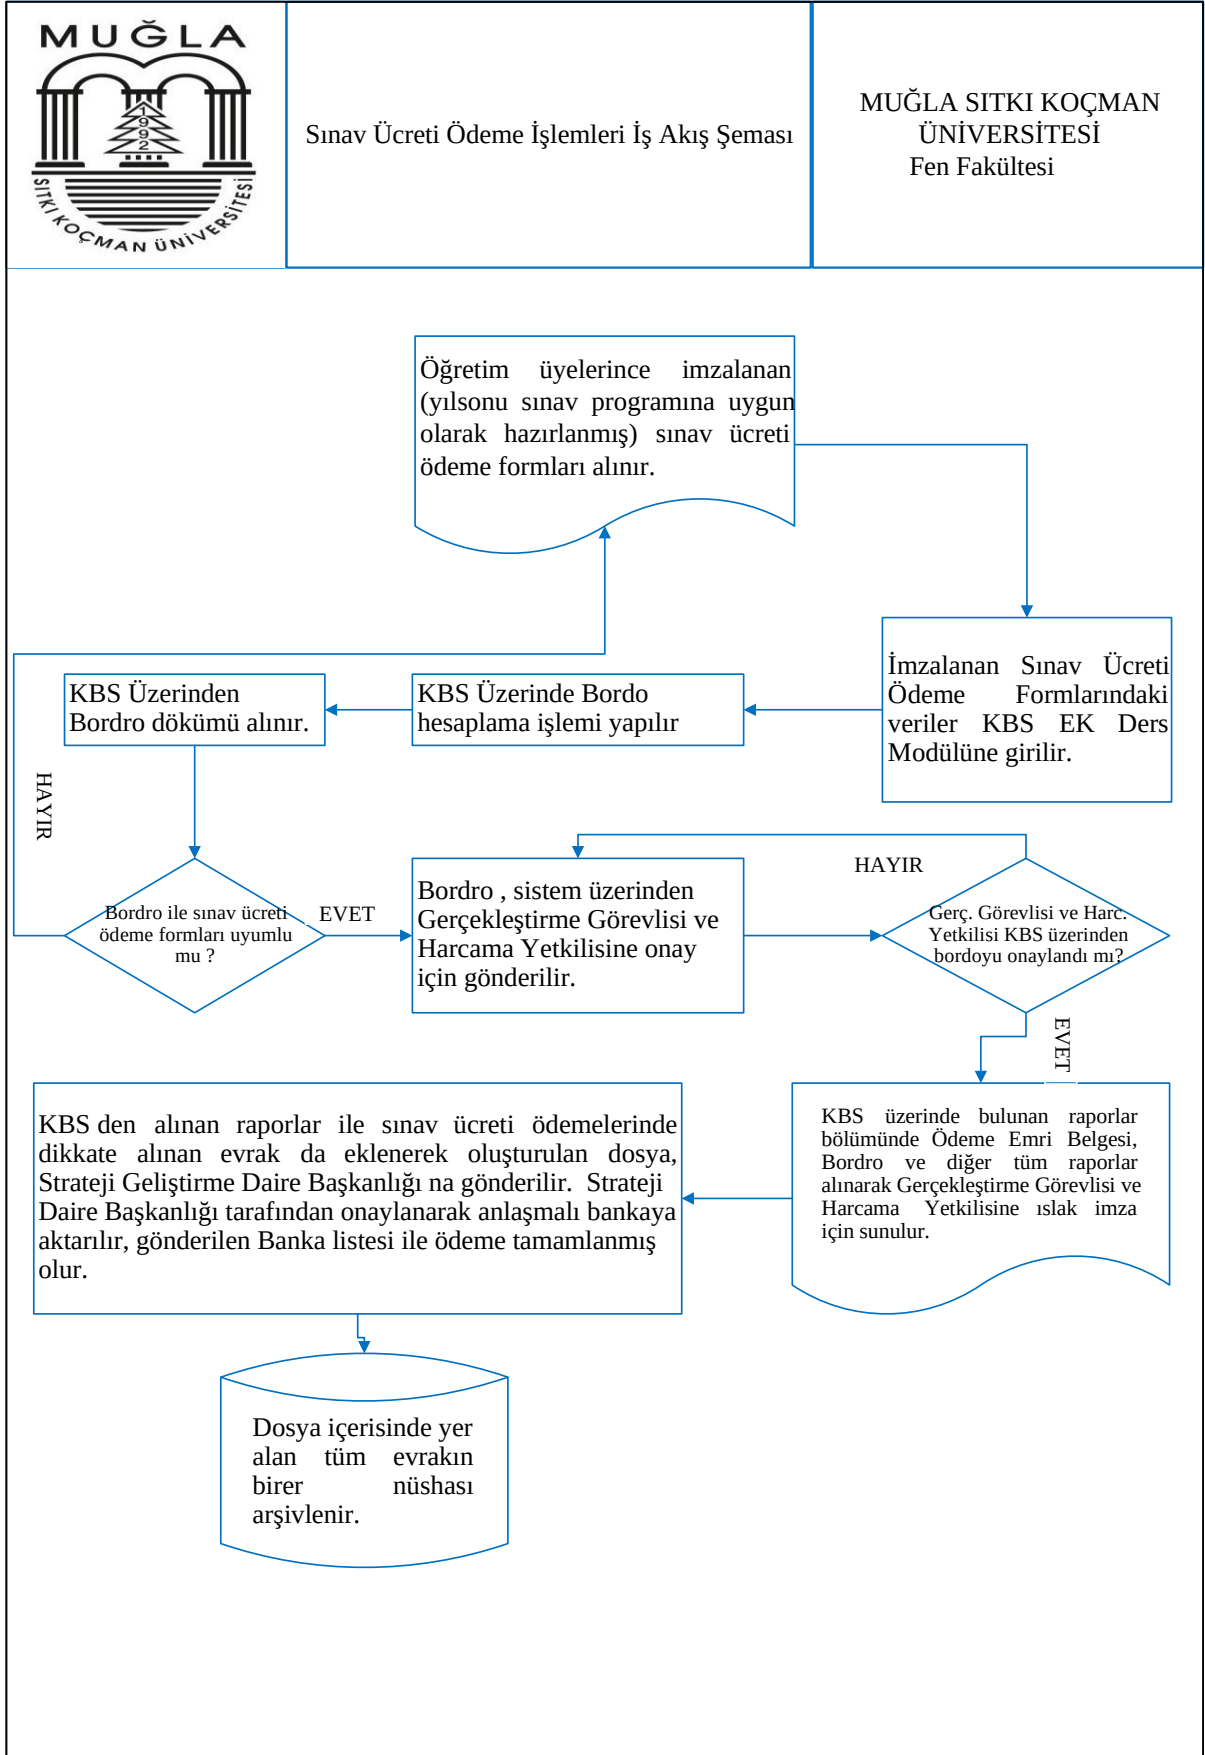 MUĞLA
1992
SITKI KOÇMAN ÜNİVERSİTESİ
Sınav Ücreti Ödeme İşlemleri İş Akış Şeması
MUĞLA SITKI KOÇMAN
ÜNİVERSİTESİ
Fen Fakültesi
Öğretim üyelerince imzalanan
(yılsonu sınav programına uygun
olarak hazırlanmış) sınav ücreti
ödeme formları alınır.
İmzalanan Sınav Ücreti
Ödeme Formlarındaki
veriler KBS EK Ders
Modülüne girilir.
KBS Üzerinde Bordo
hesaplama işlemi yapılır
KBS Üzerinden
Bordro dökümü alınır.
HAYIR
Bordro ile sınav ücreti
ödeme formları uyumlu
mu ?
EVET
Bordro , sistem üzerinden
Gerçekleştirme Görevlisi ve
Harcama Yetkilisine onay
için gönderilir.
HAYIR
Gerç. Görevlisi ve Harc.
Yetkilisi KBS üzerinden
bordoyu onaylandı mı?
EVET
KBS üzerinde bulunan raporlar
bölümünde Ödeme Emri Belgesi,
Bordro ve diğer tüm raporlar
alınarak Gerçekleştirme Görevlisi ve
Harcama Yetkilisine ıslak imza
için sunulur.
KBS den alınan raporlar ile sınav ücreti ödemelerinde
dikkate alınan evrak da eklenerek oluşturulan dosya,
Strateji Geliştirme Daire Başkanlığı na gönderilir. Strateji
Daire Başkanlığı tarafından onaylanarak anlaşmalı bankaya
aktarılır, gönderilen Banka listesi ile ödeme tamamlanmış
olur.
Dosya içerisinde yer
alan tüm evrakın
birer nüshası
arşivlenir.